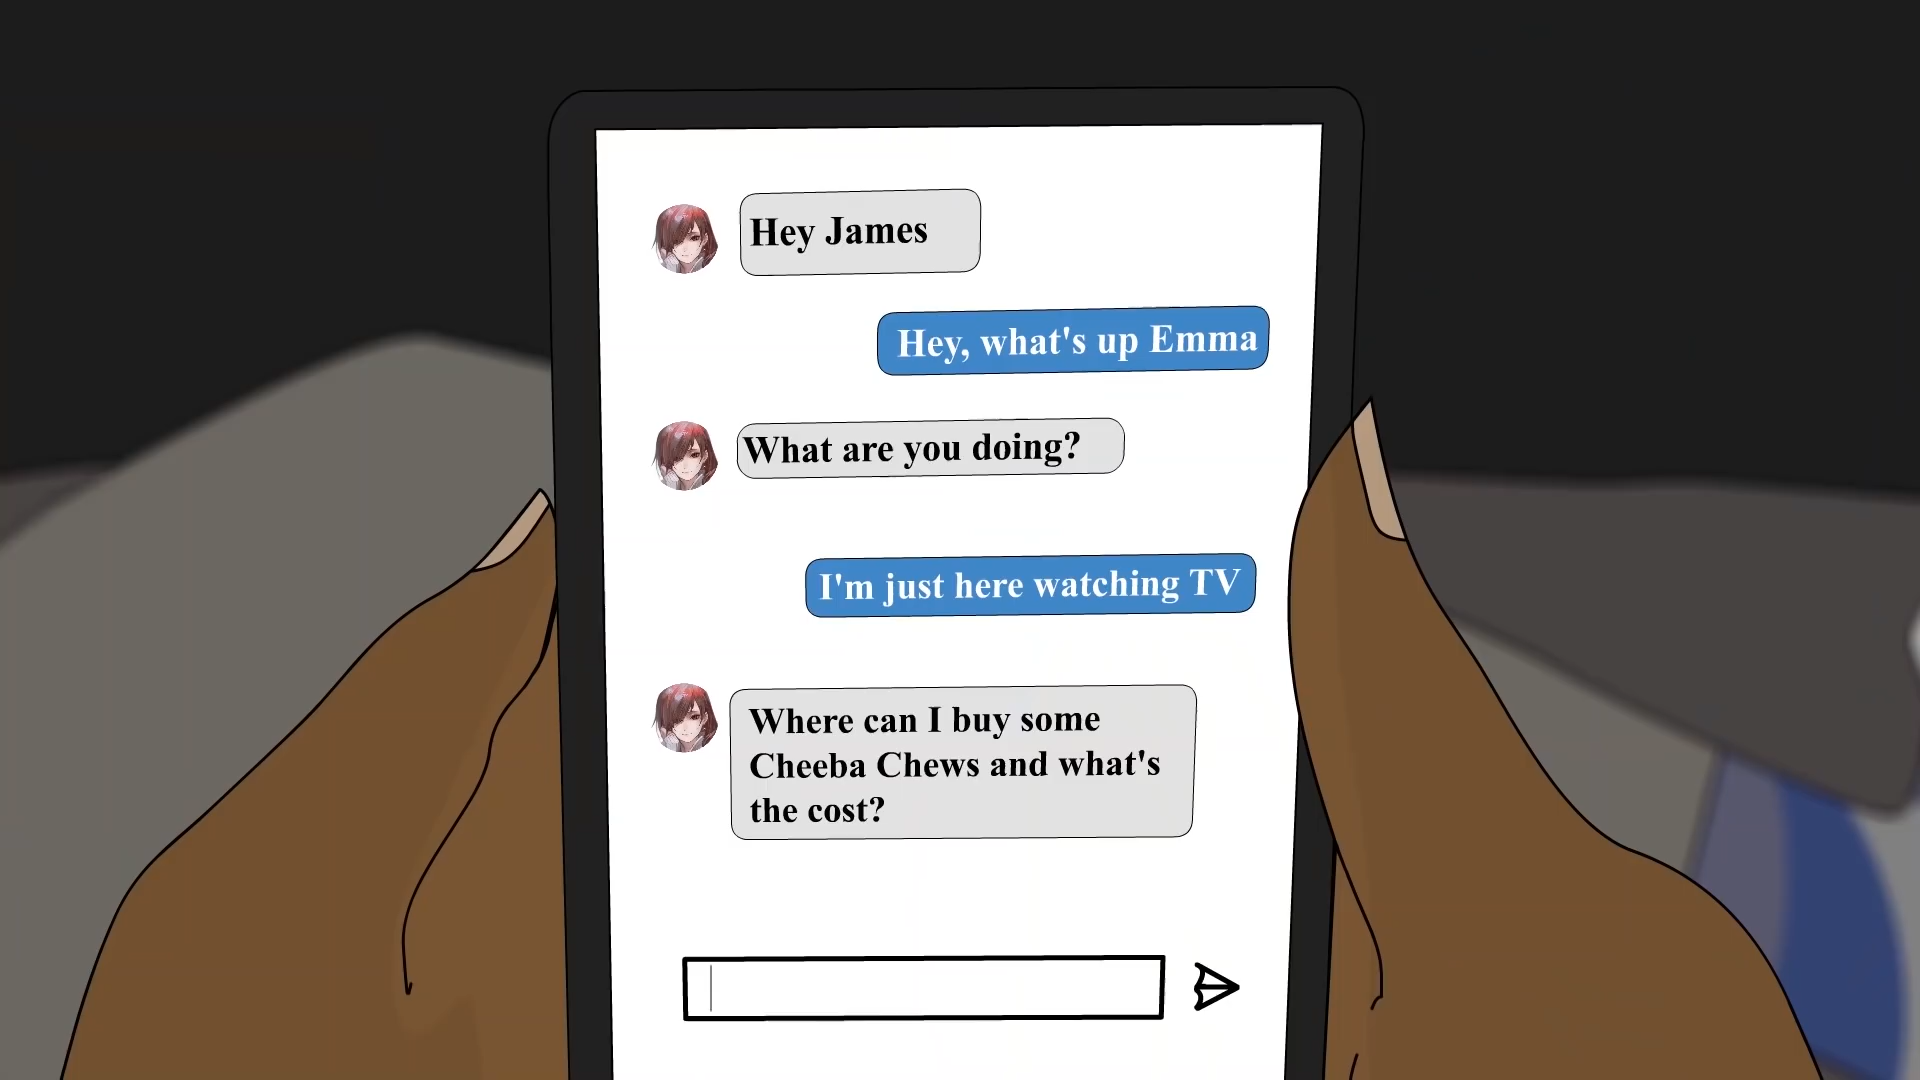 Hey James
Hey, what's up Emma
What are you doing?
I'm just here watching TV
Where can I buy some
Cheeba Chews and what's
the cost?